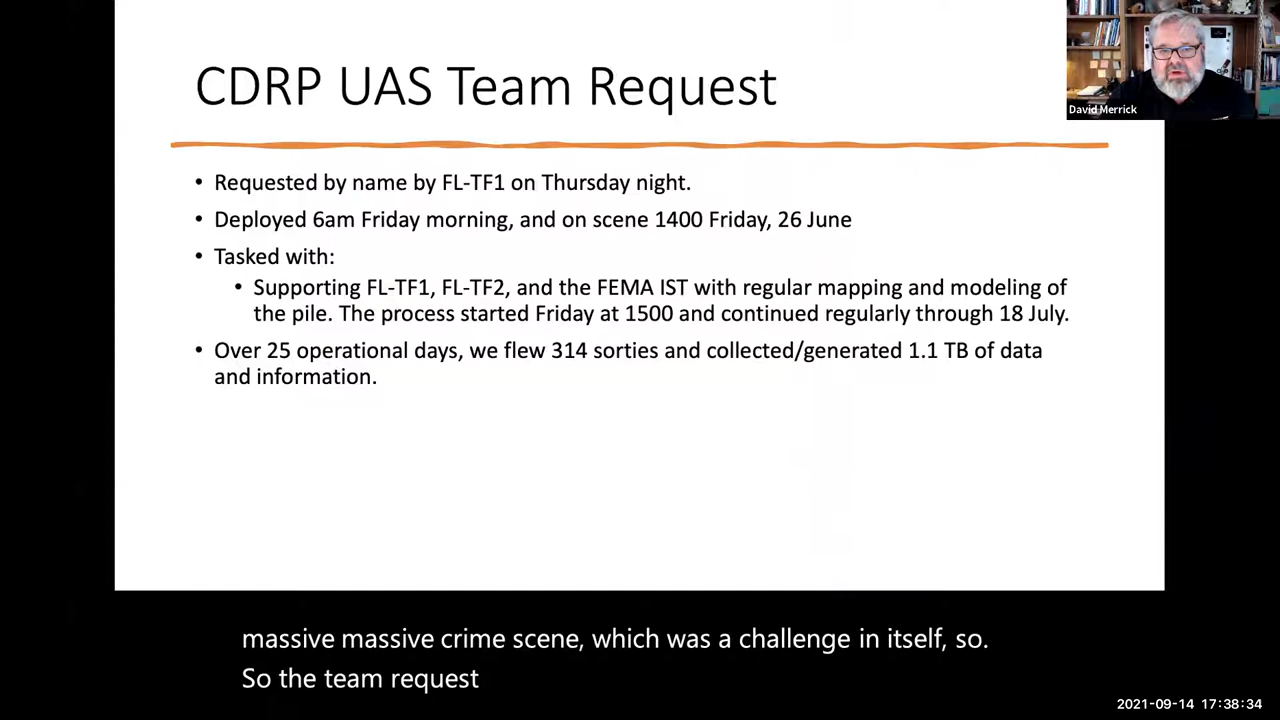 CDRP UAS Team Request
David Merrick
• Requested by name by FL-TF1 on Thursday night.
• Deployed 6am Friday morning, and on scene 1400 Friday, 26 June
• Tasked with:
• Supporting FL-TF1, FL-TF2, and the FEMA IST with regular mapping and modeling of
the pile. The process started Friday at 1500 and continued regularly through 18 July.
• Over 25 operational days, we flew 314 sorties and collected/generated 1.1 TB of data
and information.
massive massive crime scene, which was a challenge in itself, so.
So the team request
2021-09-14 17:38:34